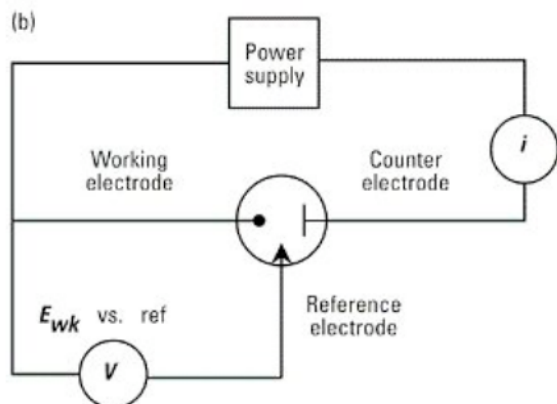 (b)
Power
supply
i
Working
electrode
Counter
electrode
E_wk vs. ref
Reference
electrode
V